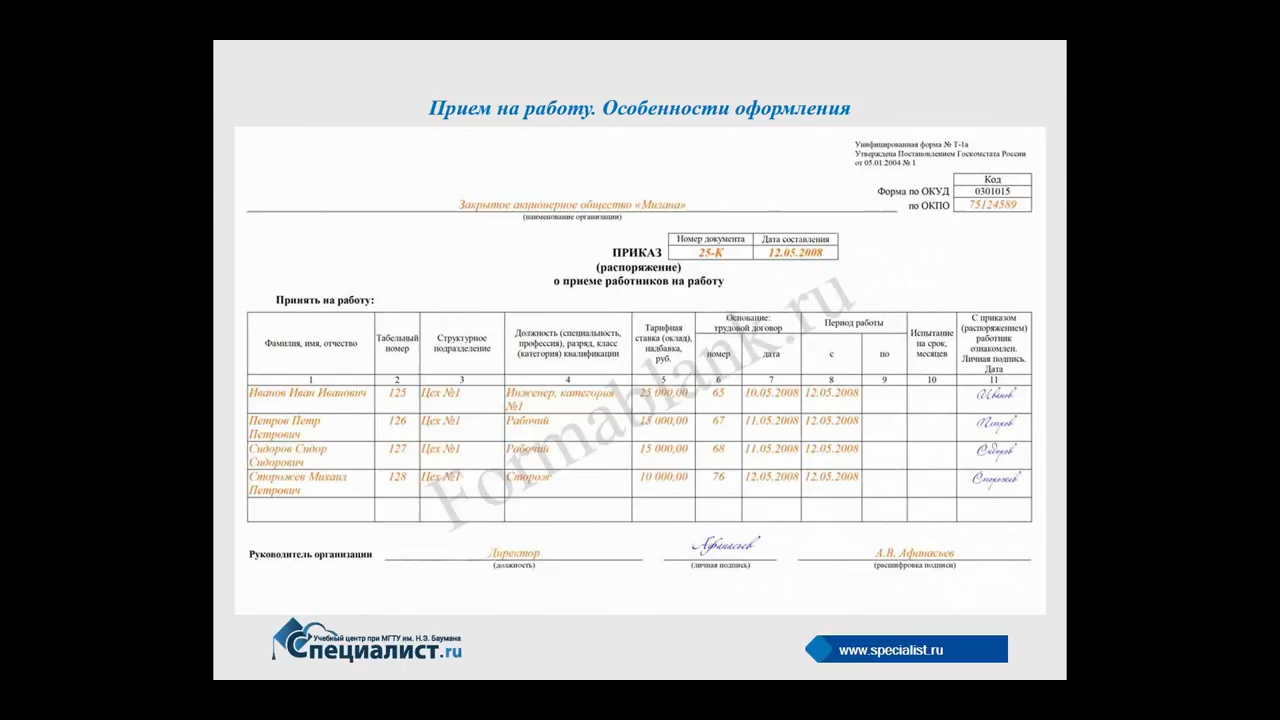 Прием на работу. Особенности оформления
Унифицированная форма № Т-1а
Утверждена Постановлением Госкомстата России
от 05.01.2004 № 1
Код
Форма по ОКУД 0301015
Закрытое акционерное общество «Милана» по ОКПО 75124589
(наименование организации)
Номер документа Дата составления
ПРИКАЗ 25-К 12.05.2008
(распоряжение)
о приеме работников на работу
Принять на работу:
Фамилия, имя, отчество
Табельный
номер
Структурное
подразделение
Должность (специальность,
профессия), разряд, класс
(категория) квалификации
Тарифная
ставка (оклад),
надбавка,
руб.
Основание:
трудовой договор
номер
дата
Период работы
с
по
Испытание
на срок,
месяцев
С приказом
(распоряжением)
работник
ознакомлен.
Личная подпись.
Дата
1 2 3 4 5 6 7 8 9 10 11
Иванов Иван Иванович 125 Цех №1 Инженер, категория 25 000,00 65 10.05.2008 12.05.2008 Иванов
№1
Петров Петр 126 Цех №1 Рабочий 15 000,00 67 11.05.2008 12.05.2008 Петров
Петрович
Сидоров Сидор 127 Цех №1 Рабочий 15 000,00 68 11.05.2008 12.05.2008 Сидоров
Сидорович
Сторожев Михаил 128 Цех №1 Сторож 10 000,00 76 12.05.2008 12.05.2008 Сторожев
Петрович
Formablank.ru
Руководитель организации Директор Афанасьев А.В. Афанасьев
(должность) (личная подпись) (расшифровка подписи)
Учебный центр при МГТУ им. Н.Э. Баумана
Специалист.ru
www.specialist.ru